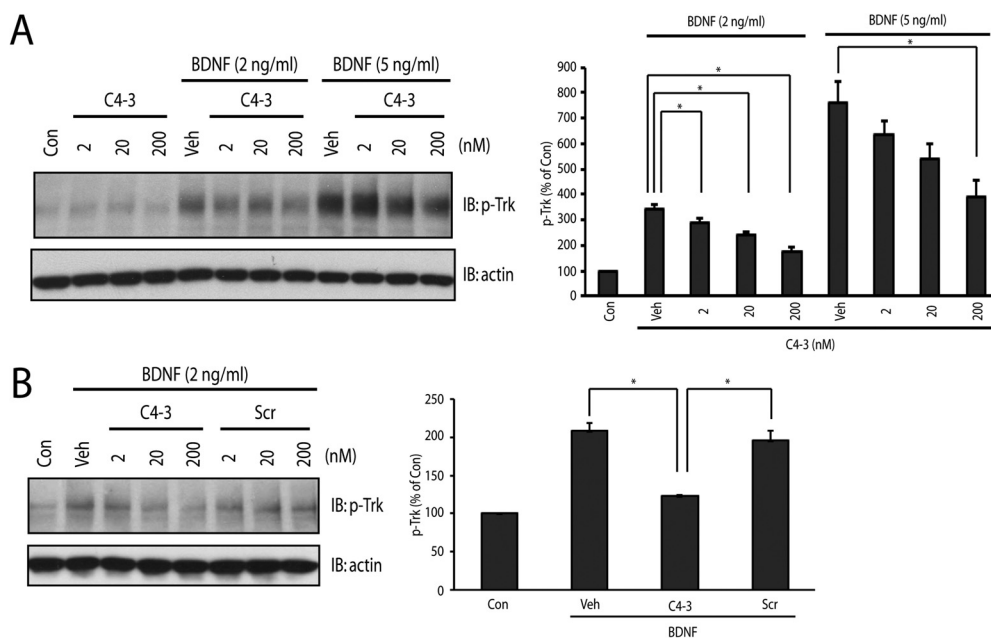 A
BDNF (2 ng/ml) BDNF (5 ng/ml)
C4-3 C4-3 C4-3
Con 2 20 200 Veh 2 20 200 Veh 2 20 200 (nM)
IB: p-Trk
IB: actin
BDNF (2 ng/ml) BDNF (5 ng/ml)
* * * *
p-Trk (% of Con)
900
800
700
600
500
400
300
200
100
0
Con Veh 2 20 200 Veh 2 20 200
C4-3 (nM)
B
BDNF (2 ng/ml)
C4-3 Scr
Con Veh 2 20 200 2 20 200 (nM)
IB: p-Trk
IB: actin
* *
p-Trk (% of Con)
250
200
150
100
50
0
Con Veh C4-3 Scr
BDNF